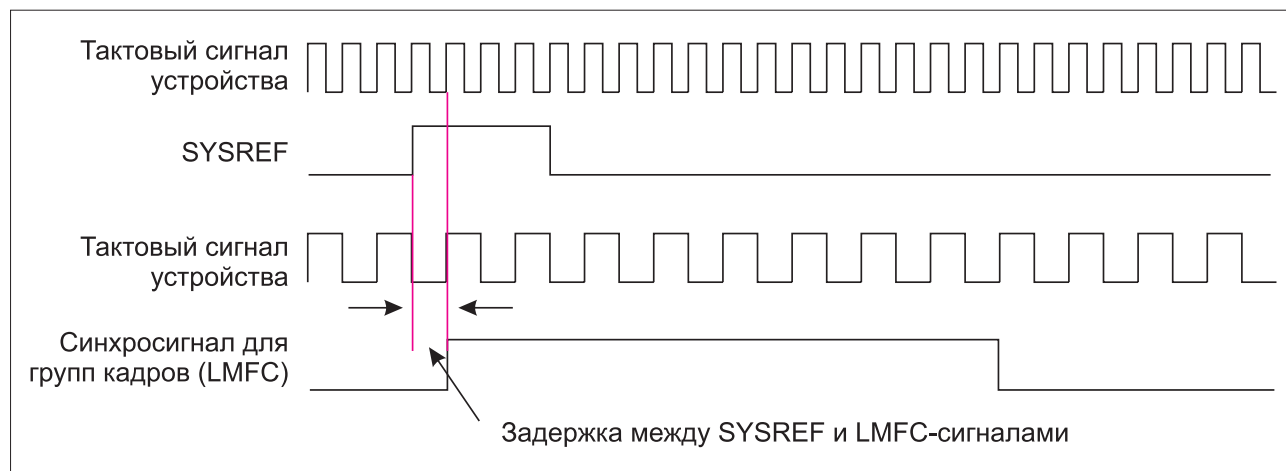 Тактовый сигнал
устройства
SYSREF
Тактовый сигнал
устройства
Синхросигнал для
групп кадров (LMFC)
Задержка между SYSREF и LMFC-сигналами